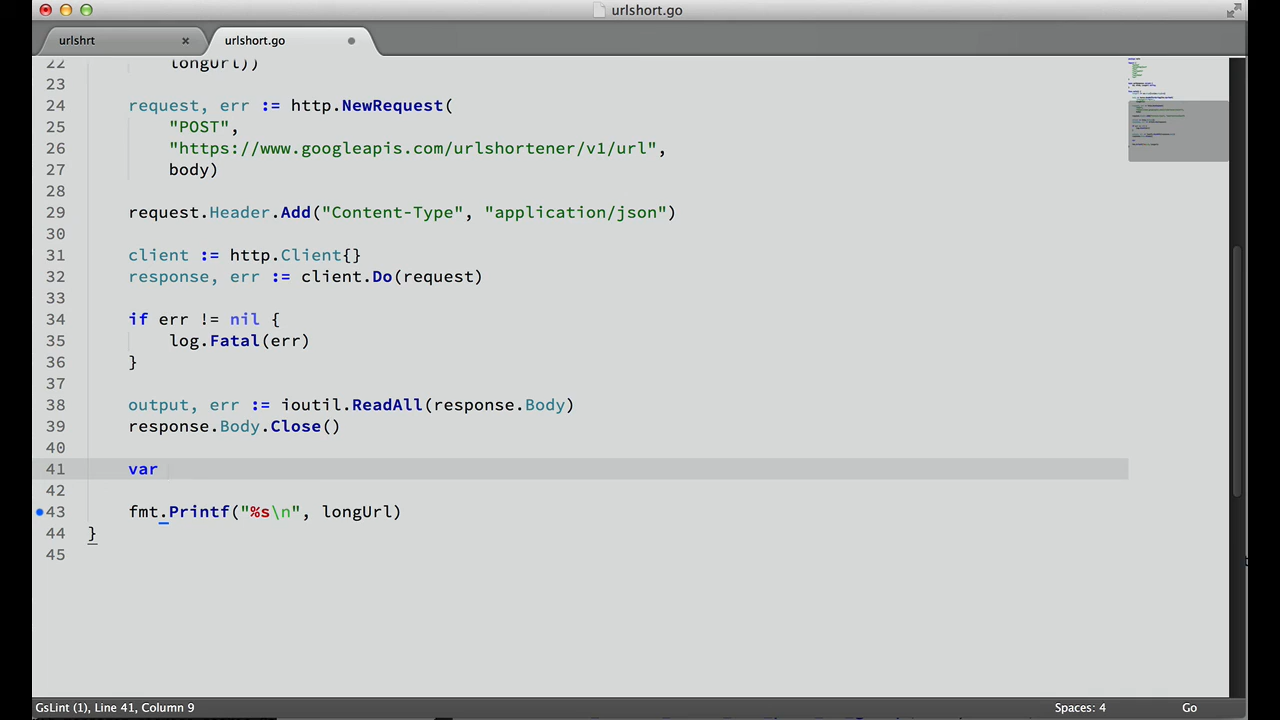 urlshort.go
urlshrt × urlshort.go
22 longUrl))
23
24 request, err := http.NewRequest(
25 "POST",
26 "https://www.googleapis.com/urlshortener/v1/url",
27 body)
28
29 request.Header.Add("Content-Type", "application/json")
30
31 client := http.Client{}
32 response, err := client.Do(request)
33
34 if err != nil {
35 log.Fatal(err)
36 }
37
38 output, err := ioutil.ReadAll(response.Body)
39 response.Body.Close()
40
41 var
42
43 fmt.Printf("%s\n", longUrl)
44 }
45
GsLint (1), Line 41, Column 9 Spaces: 4 Go